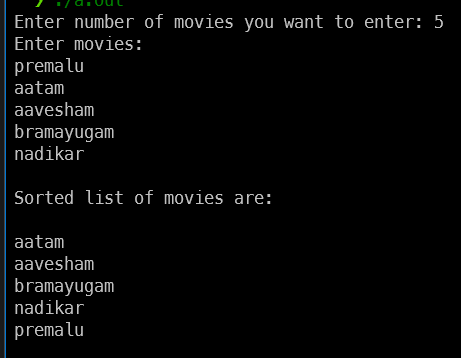 ./a.out
Enter number of movies you want to enter: 5
Enter movies:
premalu
aatam
aavesham
bramayugam
nadikar
Sorted list of movies are:
aatam
aavesham
bramayugam
nadikar
premalu